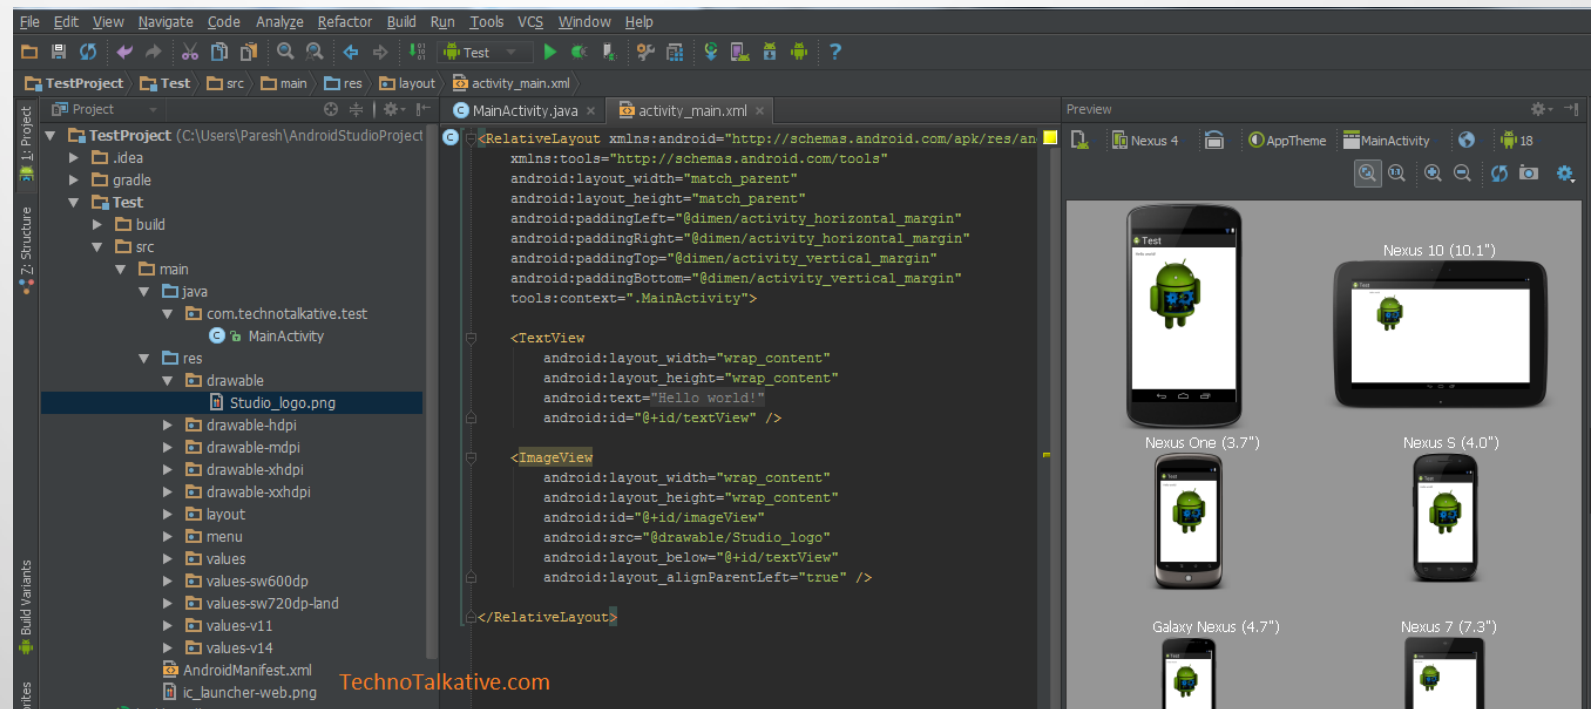 File Edit View Navigate Code Analyze Refactor Build Run Tools VCS Window Help
Test
TestProject Test src main res layout activity_main.xml
1: Project
Z: Structure
Build Variants
Project
TestProject (C:\Users\Paresh\AndroidStudioProject
.idea
gradle
Test
build
src
main
java
com.technotalkative.test
MainActivity
res
drawable
Studio_logo.png
drawable-hdpi
drawable-mdpi
drawable-xhdpi
drawable-xxhdpi
layout
menu
values
values-sw600dp
values-sw720dp-land
values-v11
values-v14
AndroidManifest.xml
ic_launcher-web.png
TechnoTalkative.com
MainActivity.java activity_main.xml
<RelativeLayout xmlns:android="http://schemas.android.com/apk/res/an
xmlns:tools="http://schemas.android.com/tools"
android:layout_width="match_parent"
android:layout_height="match_parent"
android:paddingLeft="@dimen/activity_horizontal_margin"
android:paddingRight="@dimen/activity_horizontal_margin"
android:paddingTop="@dimen/activity_vertical_margin"
android:paddingBottom="@dimen/activity_vertical_margin"
tools:context=".MainActivity">
<TextView
android:layout_width="wrap_content"
android:layout_height="wrap_content"
android:text="Hello world!"
android:id="@+id/textView" />
<ImageView
android:layout_width="wrap_content"
android:layout_height="wrap_content"
android:id="@+id/imageView"
android:src="@drawable/Studio_logo"
android:layout_below="@+id/textView"
android:layout_alignParentLeft="true" />
</RelativeLayout>
Preview
Nexus 4 AppTheme MainActivity 18
Test
Hello world!
Nexus 10 (10.1")
Test
Nexus One (3.7")
Test
Nexus S (4.0")
Test
Galaxy Nexus (4.7")
Test
Nexus 7 (7.3")